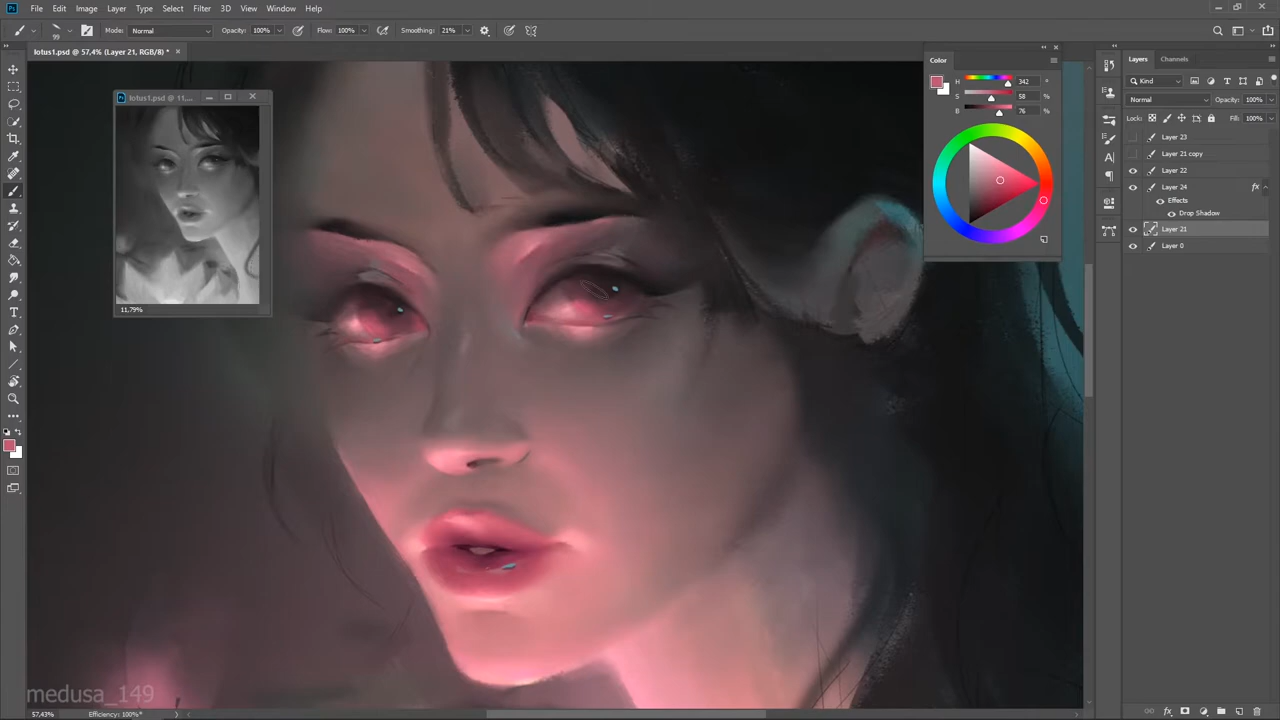 Ps File Edit Image Layer Type Select Filter 3D View Window Help
99 Mode: Normal Opacity: 100% Flow: 100% Smoothing: 21%
lotus1.psd @ 57,4% (Layer 21, RGB/8) *
lotus1.psd @ 11,...
11,79%
Color
H 342 °
S 58 %
B 76 %
Layers Channels
Kind
Normal Opacity: 100%
Lock: Fill: 100%
Layer 23
Layer 21 copy
Layer 22
Layer 24 fx
Effects
Drop Shadow
Layer 21
Layer 0
medusa_149
57,43% Efficiency: 100%*